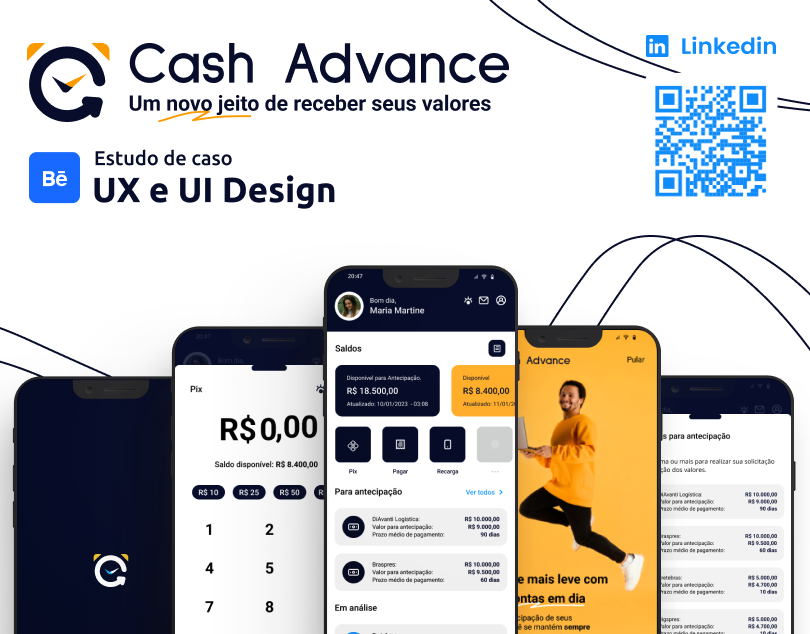 Cash Advance
Um novo jeito de receber seus valores
Linkedin
Bē
Estudo de caso
UX e UI Design
20:47
Bom dia,
Maria Martine
Saldos
Disponível para Antecipação.
R$ 18.500,00
Atualizado: 10/01/2023 - 03:08
Disponível
R$ 8.400,00
Atualizado: 11/01/2
Pix
Pagar
Recarga
Para antecipação
Ver todos
DiAvanti Logística:
R$ 10.000,00
Valor para antecipação:
R$ 9.000,00
Prazo médio de pagamento:
90 dias
Braspres:
R$ 10.000,00
Valor para antecipação:
R$ 9.500,00
Prazo médio de pagamento:
60 dias
Em análise
20:47
Bom dia,
Pix
R$0,00
Saldo disponível: R$ 8.400,00
R$ 10
R$ 25
R$ 50
1
2
4
5
7
8
Advance
Pular
e mais leve com
ontas em dia
ipação de seus
ê se mantém sempre
s para antecipação
ma ou mais para realizar sua solicitação
ção dos valores.
DiAvanti Logística:
R$ 10.000,00
Valor para antecipação:
R$ 9.000,00
Prazo médio de pagamento:
90 dias
Braspres:
R$ 10.000,00
Valor para antecipação:
R$ 9.500,00
Prazo médio de pagamento:
60 dias
R$ 5.000,00
Valor para antecipação:
R$ 4.700,00
Prazo médio de pagamento:
10 dias
R$ 5.000,00
Valor para antecipação:
R$ 4.700,00
Prazo médio de pagamento:
10 dias